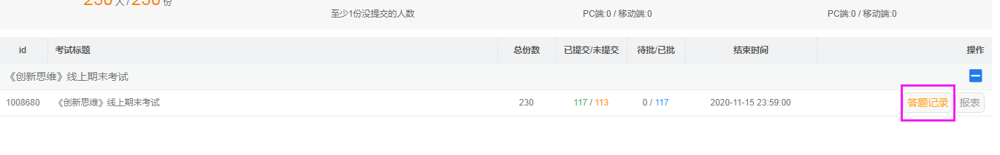 230 人 / 230 份
至少1份没提交的人数 PC端:0 / 移动端:0 PC端:0 / 移动端:0
id 考试标题 总份数 已提交/未提交 待批/已批 结束时间 操作
《创新思维》线上期末考试
1008680 《创新思维》线上期末考试 230 117 / 113 0 / 117 2020-11-15 23:59:00 答题记录 报表